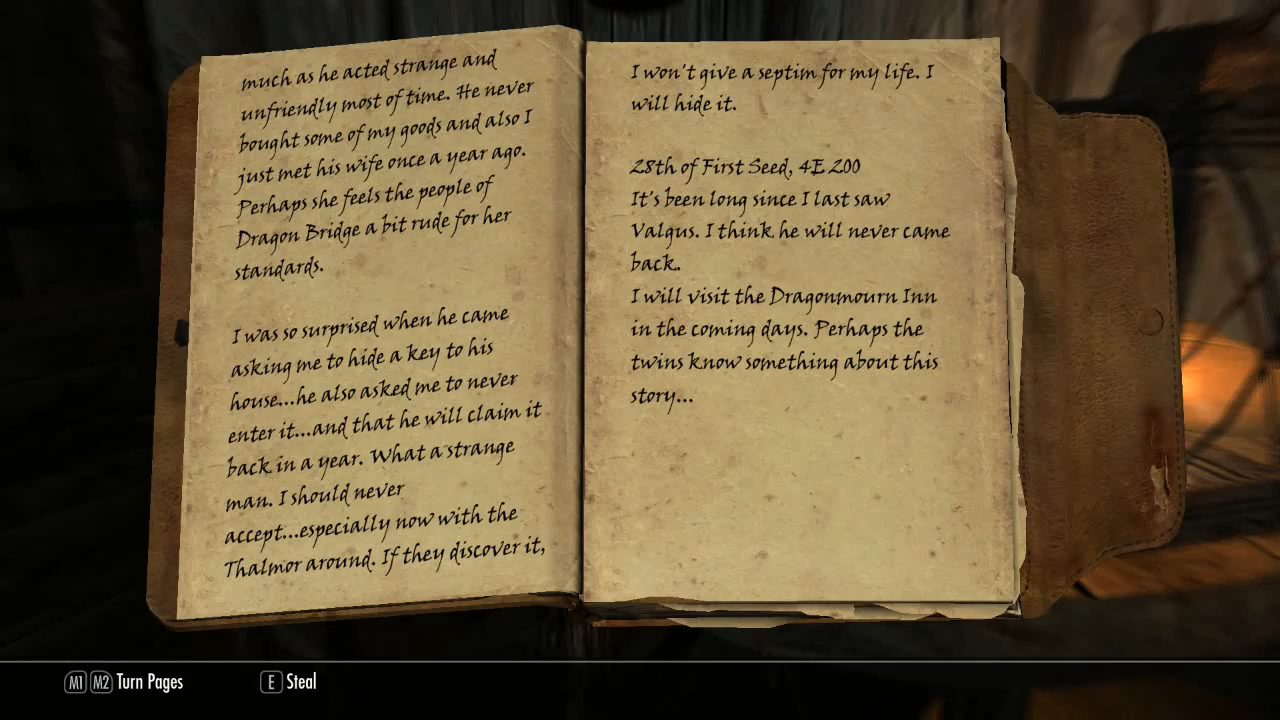 much as he acted strange and
unfriendly most of time. He never
bought some of my goods and also I
just met his wife once a year ago.
Perhaps she feels the people of
Dragon Bridge a bit rude for her
standards.
I was so surprised when he came
asking me to hide a key to his
house...he also asked me to never
enter it...and that he will claim it
back in a year. What a strange
man. I should never
accept...especially now with the
Thalmor around. If they discover it,
I won't give a septim for my life. I
will hide it.
28th of First Seed, 4E 200
It's been long since I last saw
Valgus. I think he will never came
back.
I will visit the Dragonmourn Inn
in the coming days. Perhaps the
twins know something about this
story...
M1 M2 Turn Pages
E Steal